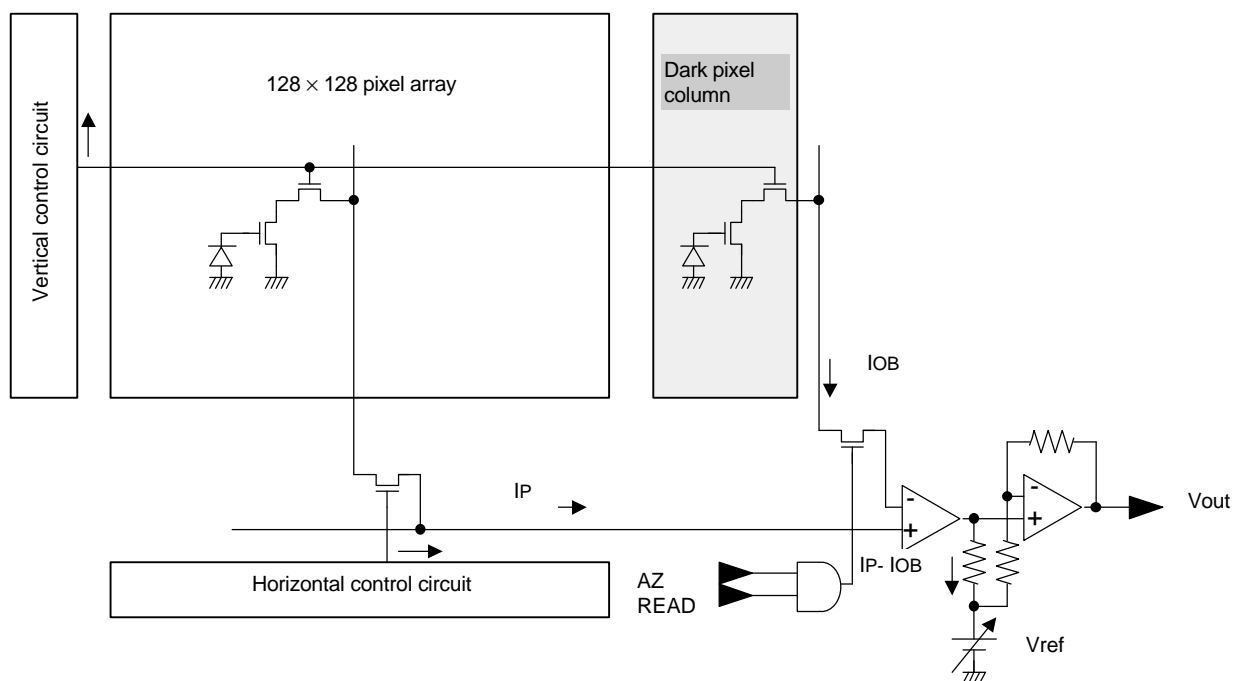 128 × 128 pixel array
Dark pixel
column
Vertical control circuit
IOB
IP
-
+
-
+
Vout
IP- IOB
Horizontal control circuit
AZ
READ
Vref